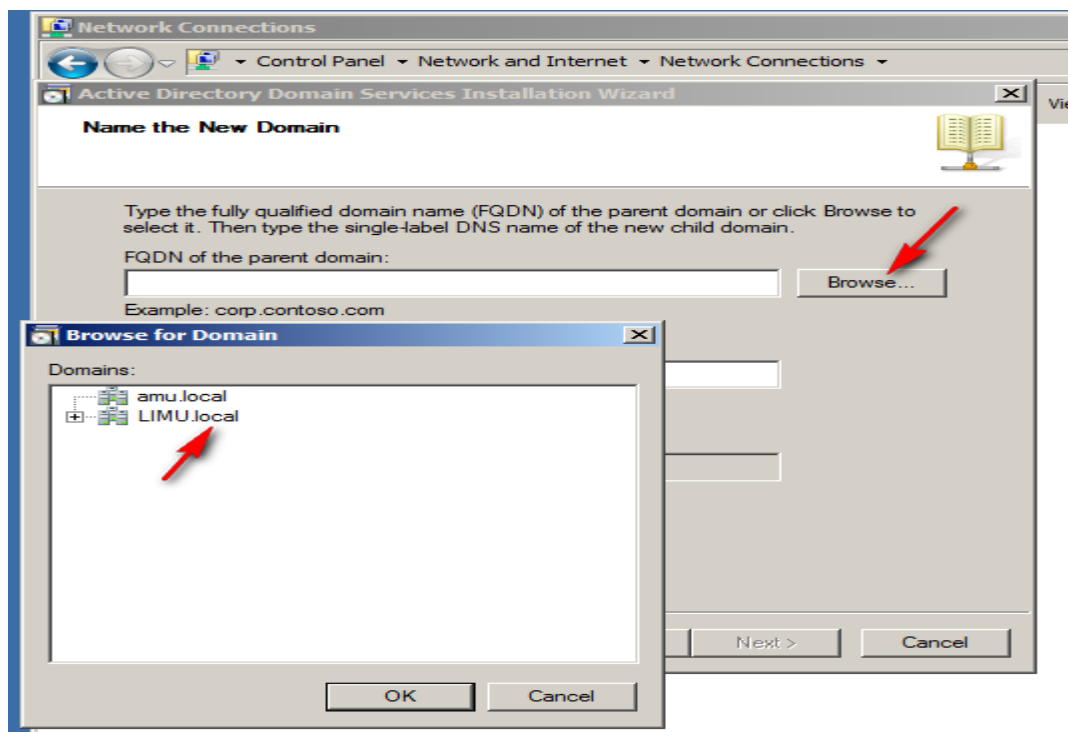 Network Connections
Control Panel Network and Internet Network Connections
Active Directory Domain Services Installation Wizard
Name the New Domain
Type the fully qualified domain name (FQDN) of the parent domain or click Browse to
select it. Then type the single-label DNS name of the new child domain.
FQDN of the parent domain:
Browse...
Example: corp.contoso.com
Browse for Domain
Domains:
amu.local
LIMU.local
OK
Cancel
Next >
Cancel